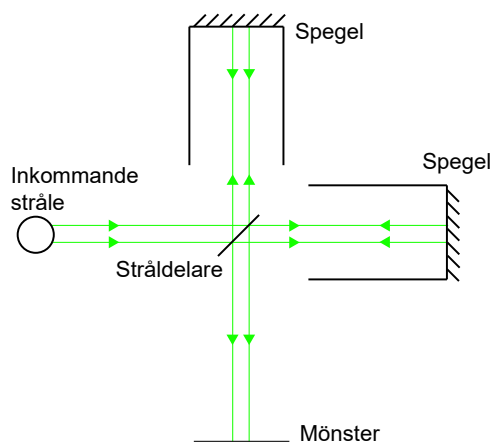 Spegel
Spegel
Inkommande
stråle
Stråldelare
Mönster